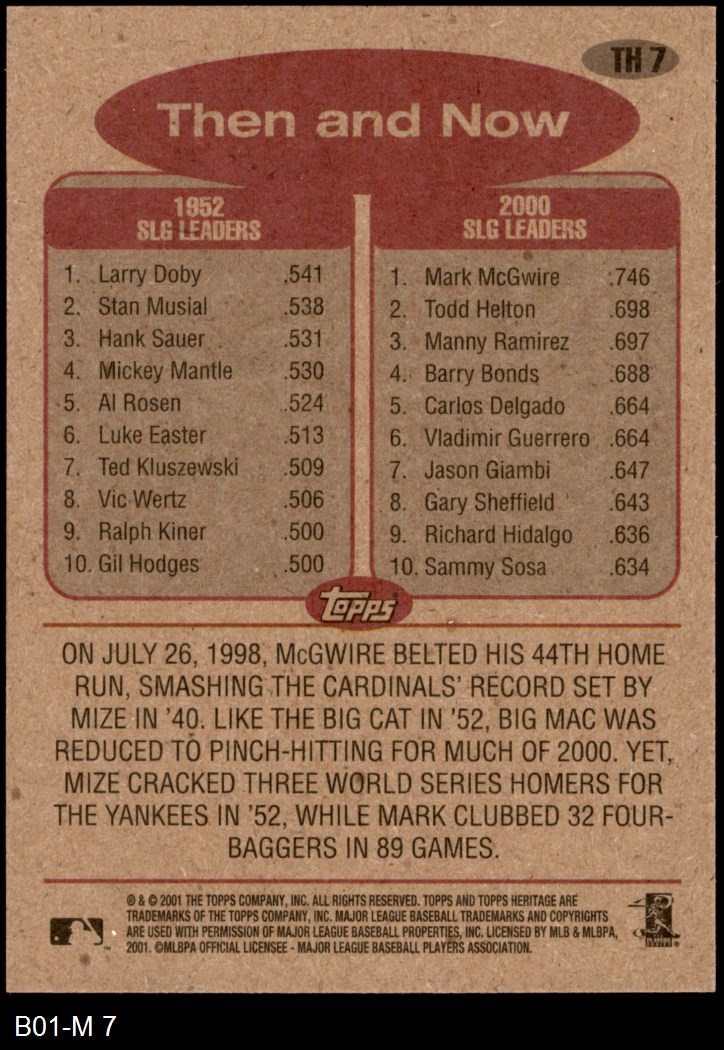 TH 7
Then and Now
1952
SLG LEADERS
1. Larry Doby .541
2. Stan Musial .538
3. Hank Sauer .531
4. Mickey Mantle .530
5. Al Rosen .524
6. Luke Easter .513
7. Ted Kluszewski .509
8. Vic Wertz .506
9. Ralph Kiner .500
10. Gil Hodges .500
2000
SLG LEADERS
1. Mark McGwire .746
2. Todd Helton .698
3. Manny Ramirez .697
4. Barry Bonds .688
5. Carlos Delgado .664
6. Vladimir Guerrero .664
7. Jason Giambi .647
8. Gary Sheffield .643
9. Richard Hidalgo .636
10. Sammy Sosa .634
topps
ON JULY 26, 1998, McGWIRE BELTED HIS 44TH HOME
RUN, SMASHING THE CARDINALS' RECORD SET BY
MIZE IN '40. LIKE THE BIG CAT IN '52, BIG MAC WAS
REDUCED TO PINCH-HITTING FOR MUCH OF 2000. YET,
MIZE CRACKED THREE WORLD SERIES HOMERS FOR
THE YANKEES IN '52, WHILE MARK CLUBBED 32 FOUR-
BAGGERS IN 89 GAMES.
® & © 2001 THE TOPPS COMPANY, INC. ALL RIGHTS RESERVED. TOPPS AND TOPPS HERITAGE ARE
TRADEMARKS OF THE TOPPS COMPANY, INC. MAJOR LEAGUE BASEBALL TRADEMARKS AND COPYRIGHTS
ARE USED WITH PERMISSION OF MAJOR LEAGUE BASEBALL PROPERTIES, INC. LICENSED BY MLB & MLBPA,
2001. ©MLBPA OFFICIAL LICENSEE - MAJOR LEAGUE BASEBALL PLAYERS ASSOCIATION.
B01-M 7